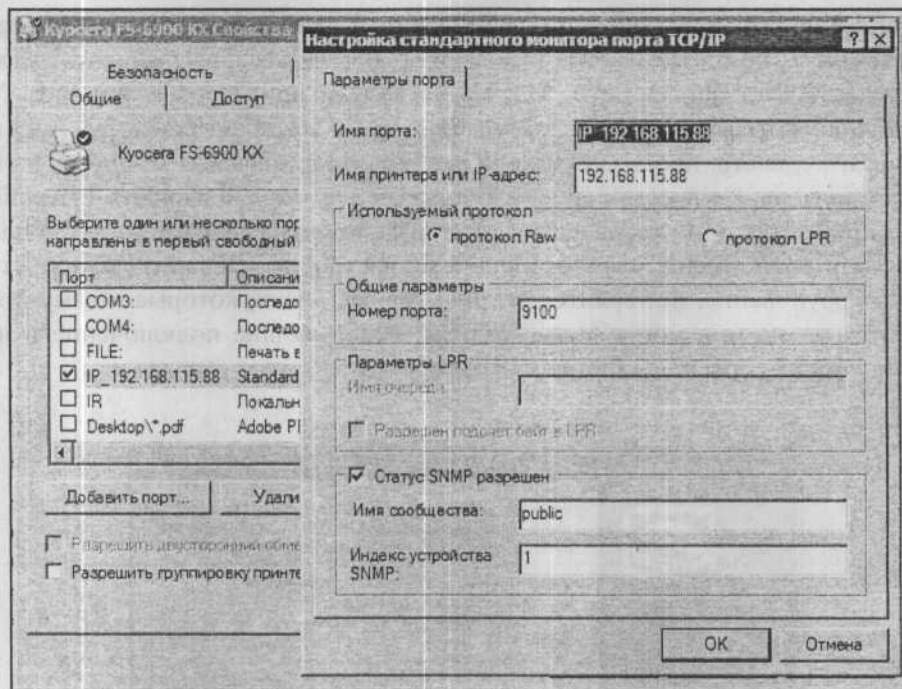 Kyocera FS-6900 KX Свойства
Безопасность
Общие
Доступ
Kyocera FS-6900 KX
Выберите один или несколько пор
направлены в первый свободный
Порт
Описани
COM3:
Последо
COM4:
Последо
FILE:
Печать в
IP_192.168.115.88
Standard
IR
Локальн
Desktop\*.pdf
Adobe PI
Добавить порт...
Удали
Разрешить двусторонний обме
Разрешить группировку принте
Настройка стандартного монитора порта TCP/IP
Параметры порта
Имя порта:
IP_192.168.115.88
Имя принтера или IP-адрес:
192.168.115.88
Используемый протокол
протокол Raw
протокол LPR
Общие параметры
Номер порта:
9100
Параметры LPR
Имя очереди:
Разрешен подсчет байт в LPR
Статус SNMP разрешен
Имя сообщества:
public
Индекс устройства
SNMP:
1
OK
Отмена